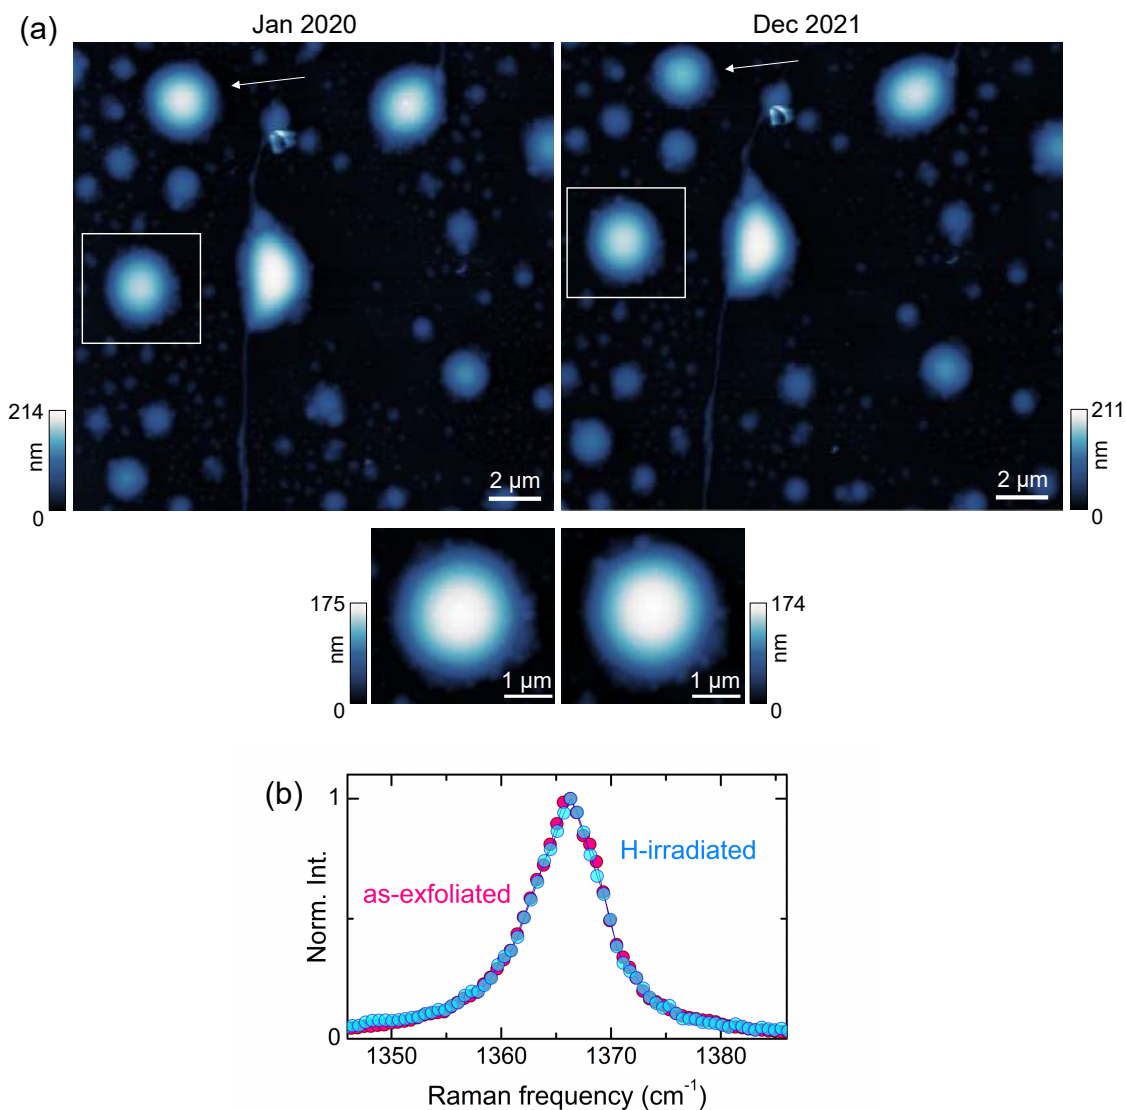 (a)
Jan 2020
Dec 2021
214
nm
0
2 µm
2 µm
211
nm
0
175
nm
0
1 µm
1 µm
174
nm
0
(b)
1
0
Norm. Int.
as-exfoliated
H-irradiated
1350
1360
1370
1380
Raman frequency (cm⁻¹)